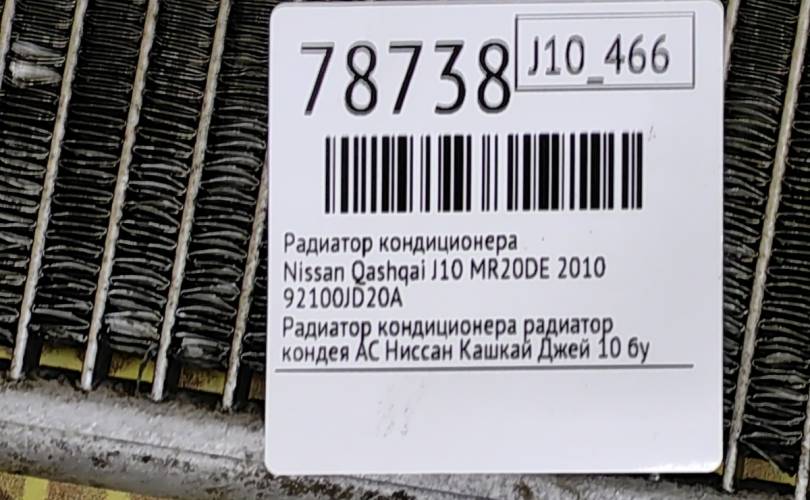 78738
J10_466
Радиатор кондиционера
Nissan Qashqai J10 MR20DE 2010
92100JD20A
Радиатор кондиционера радиатор
кондея АС Ниссан Кашкай Джей 10 бу